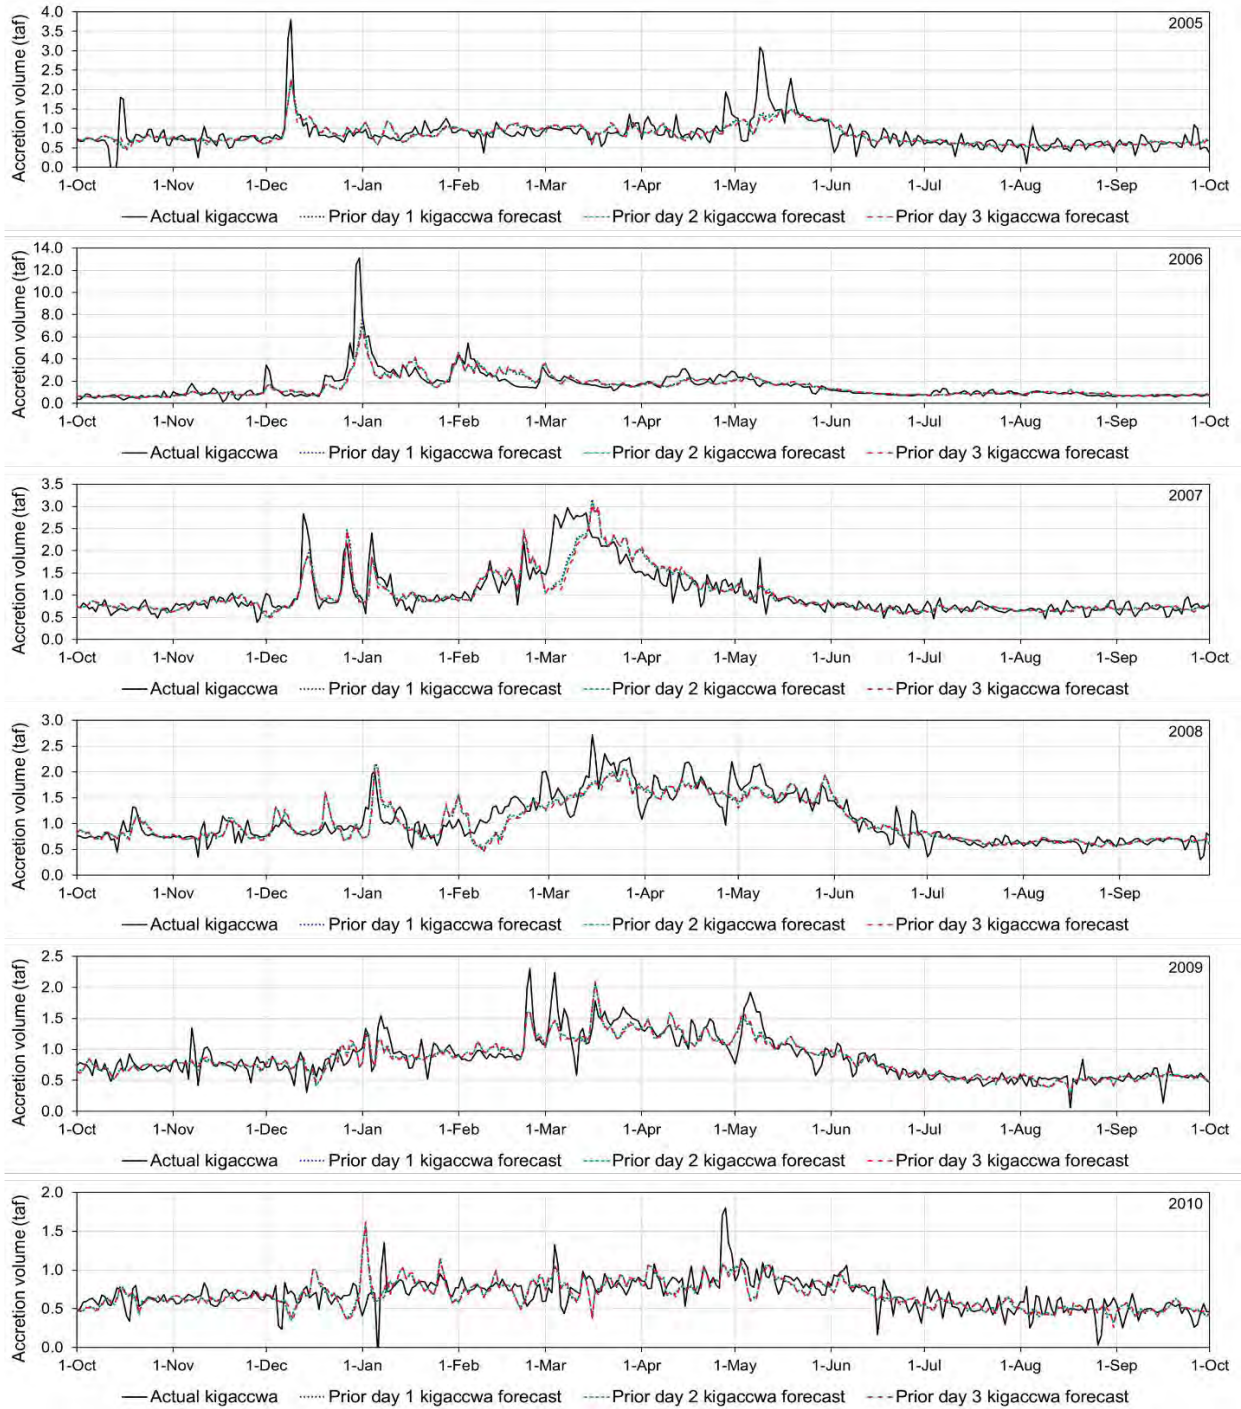 Accretion volume (taf)
2005
4.0
3.5
3.0
2.5
2.0
1.5
1.0
0.5
0.0
1-Oct 1-Nov 1-Dec 1-Jan 1-Feb 1-Mar 1-Apr 1-May 1-Jun 1-Jul 1-Aug 1-Sep 1-Oct
Actual kigaccwa Prior day 1 kigaccwa forecast Prior day 2 kigaccwa forecast Prior day 3 kigaccwa forecast
Accretion volume (taf)
2006
14.0
12.0
10.0
8.0
6.0
4.0
2.0
0.0
1-Oct 1-Nov 1-Dec 1-Jan 1-Feb 1-Mar 1-Apr 1-May 1-Jun 1-Jul 1-Aug 1-Sep 1-Oct
Actual kigaccwa Prior day 1 kigaccwa forecast Prior day 2 kigaccwa forecast Prior day 3 kigaccwa forecast
Accretion volume (taf)
2007
3.5
3.0
2.5
2.0
1.5
1.0
0.5
0.0
1-Oct 1-Nov 1-Dec 1-Jan 1-Feb 1-Mar 1-Apr 1-May 1-Jun 1-Jul 1-Aug 1-Sep 1-Oct
Actual kigaccwa Prior day 1 kigaccwa forecast Prior day 2 kigaccwa forecast Prior day 3 kigaccwa forecast
Accretion volume (taf)
2008
3.0
2.5
2.0
1.5
1.0
0.5
0.0
1-Oct 1-Nov 1-Dec 1-Jan 1-Feb 1-Mar 1-Apr 1-May 1-Jun 1-Jul 1-Aug 1-Sep
Actual kigaccwa Prior day 1 kigaccwa forecast Prior day 2 kigaccwa forecast Prior day 3 kigaccwa forecast
Accretion volume (taf)
2009
2.5
2.0
1.5
1.0
0.5
0.0
1-Oct 1-Nov 1-Dec 1-Jan 1-Feb 1-Mar 1-Apr 1-May 1-Jun 1-Jul 1-Aug 1-Sep 1-Oct
Actual kigaccwa Prior day 1 kigaccwa forecast Prior day 2 kigaccwa forecast Prior day 3 kigaccwa forecast
Accretion volume (taf)
2010
2.0
1.5
1.0
0.5
0.0
1-Oct 1-Nov 1-Dec 1-Jan 1-Feb 1-Mar 1-Apr 1-May 1-Jun 1-Jul 1-Aug 1-Sep 1-Oct
Actual kigaccwa Prior day 1 kigaccwa forecast Prior day 2 kigaccwa forecast Prior day 3 kigaccwa forecast